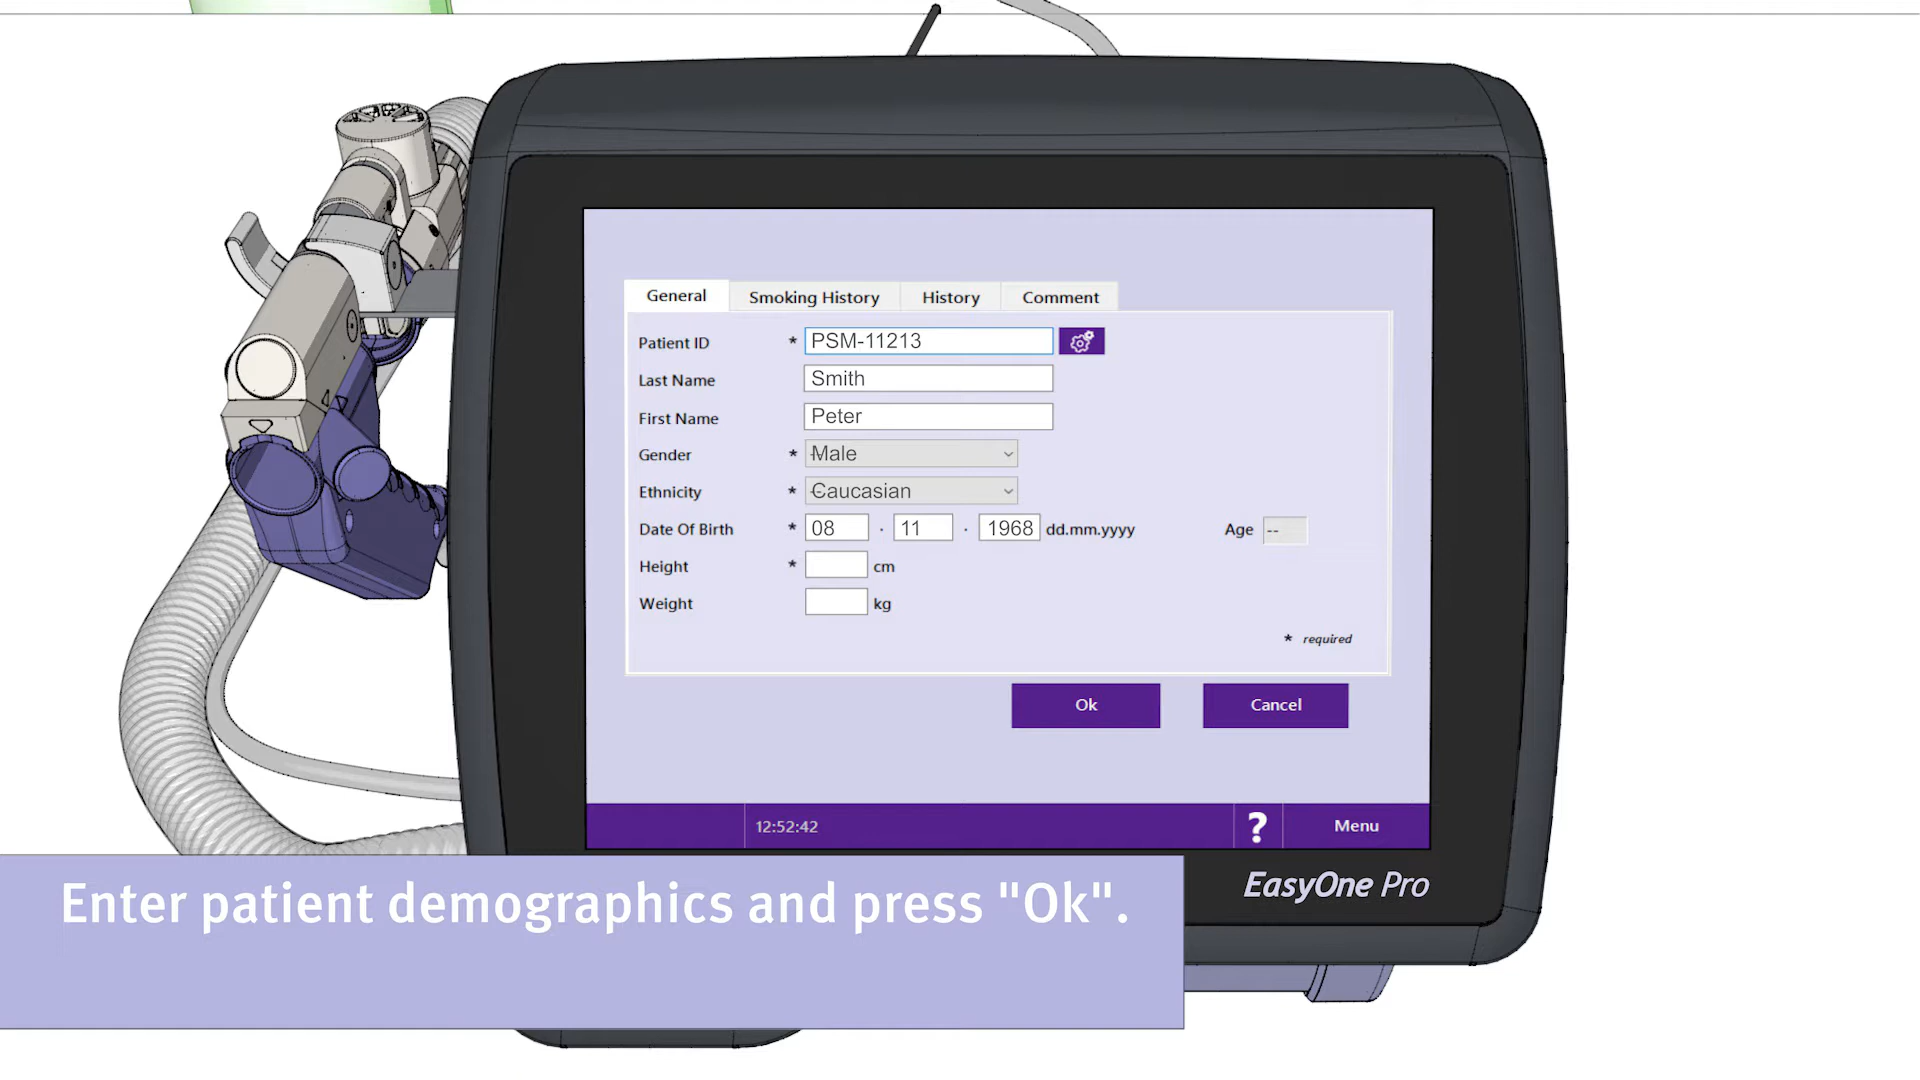 General Smoking History History Comment
Patient ID * PSM-11213
Last Name Smith
First Name Peter
Gender * Male
Ethnicity * Caucasian
Date Of Birth * 08 . 11 . 1968 dd.mm.yyyy Age --
Height * cm
Weight kg
* required
Ok Cancel
12:52:42 ? Menu
EasyOne Pro
Enter patient demographics and press "Ok".